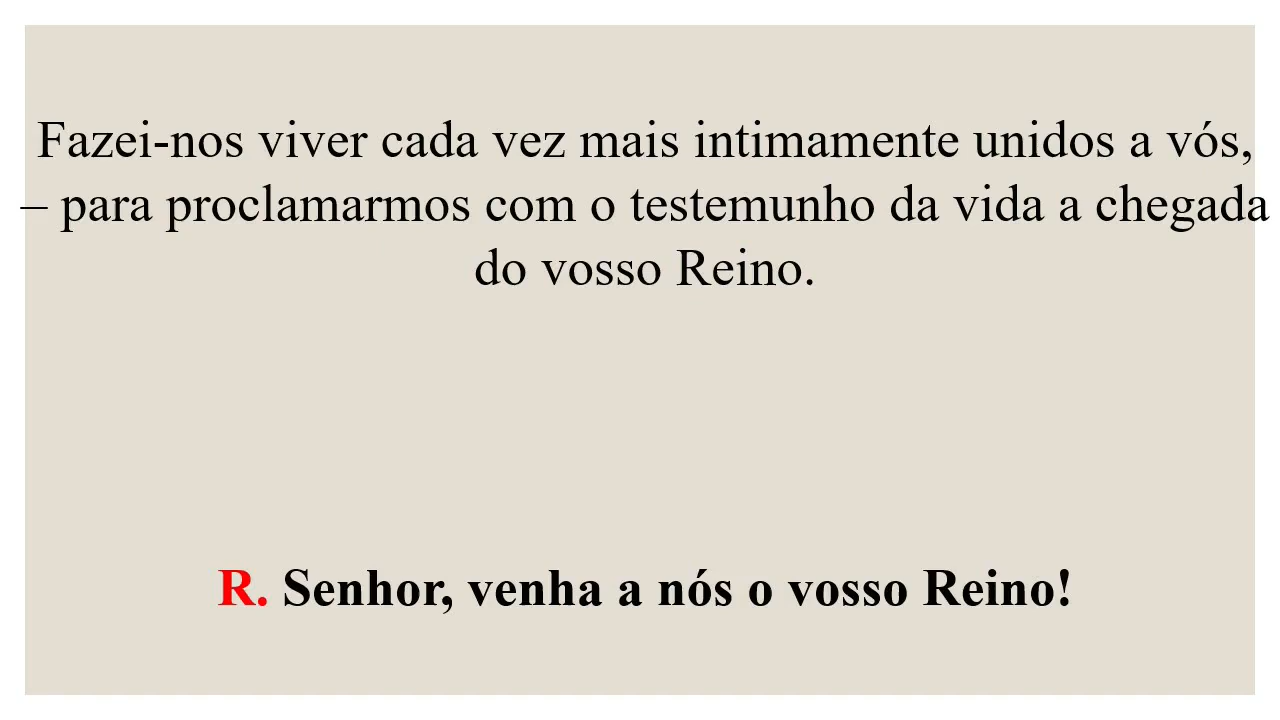 Fazei-nos viver cada vez mais intimamente unidos a vós,
– para proclamarmos com o testemunho da vida a chegada
do vosso Reino.
R. Senhor, venha a nós o vosso Reino!